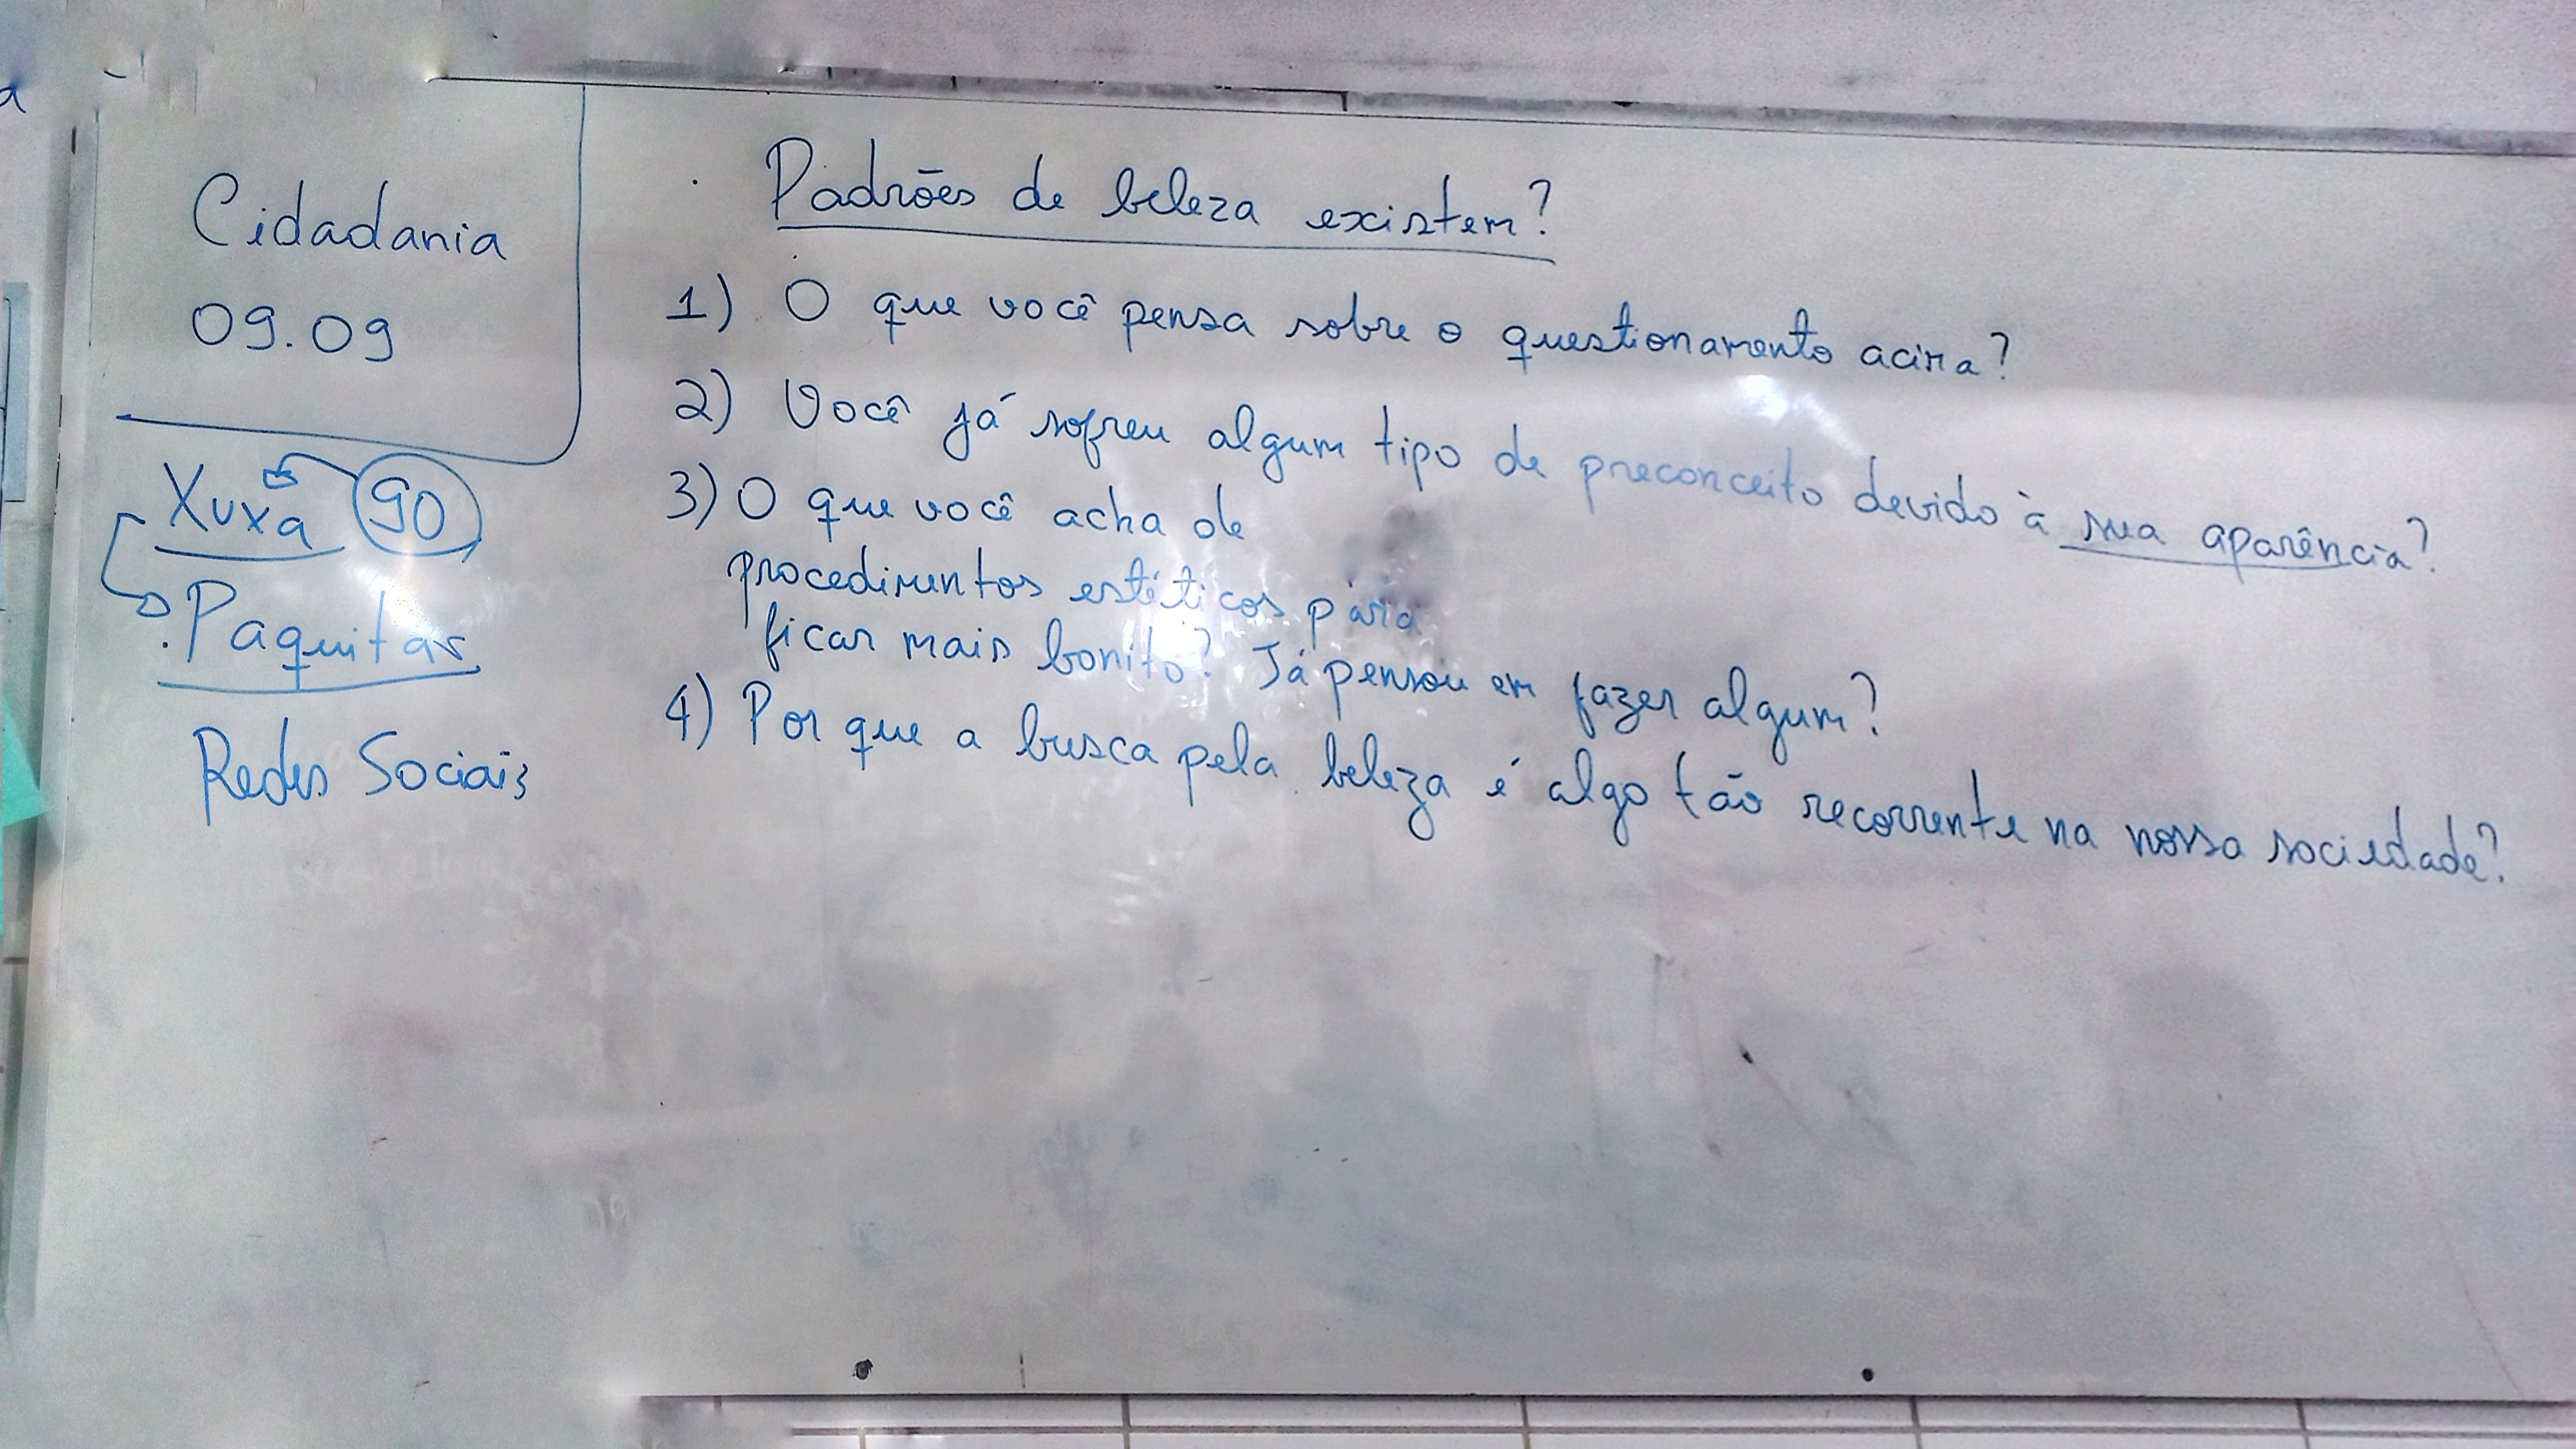 Cidadania
09.09
Xuxa 90
Paquitas
Redes Sociais
Padrões de beleza existem?
1) O que você pensa sobre o questionamento acima?
2) Você já sofreu algum tipo de preconceito devido à sua aparência?
3) O que você acha de
procedimentos estéticos para
ficar mais bonito? Já pensou em fazer algum?
4) Por que a busca pela beleza é algo tão recorrente na nossa sociedade?